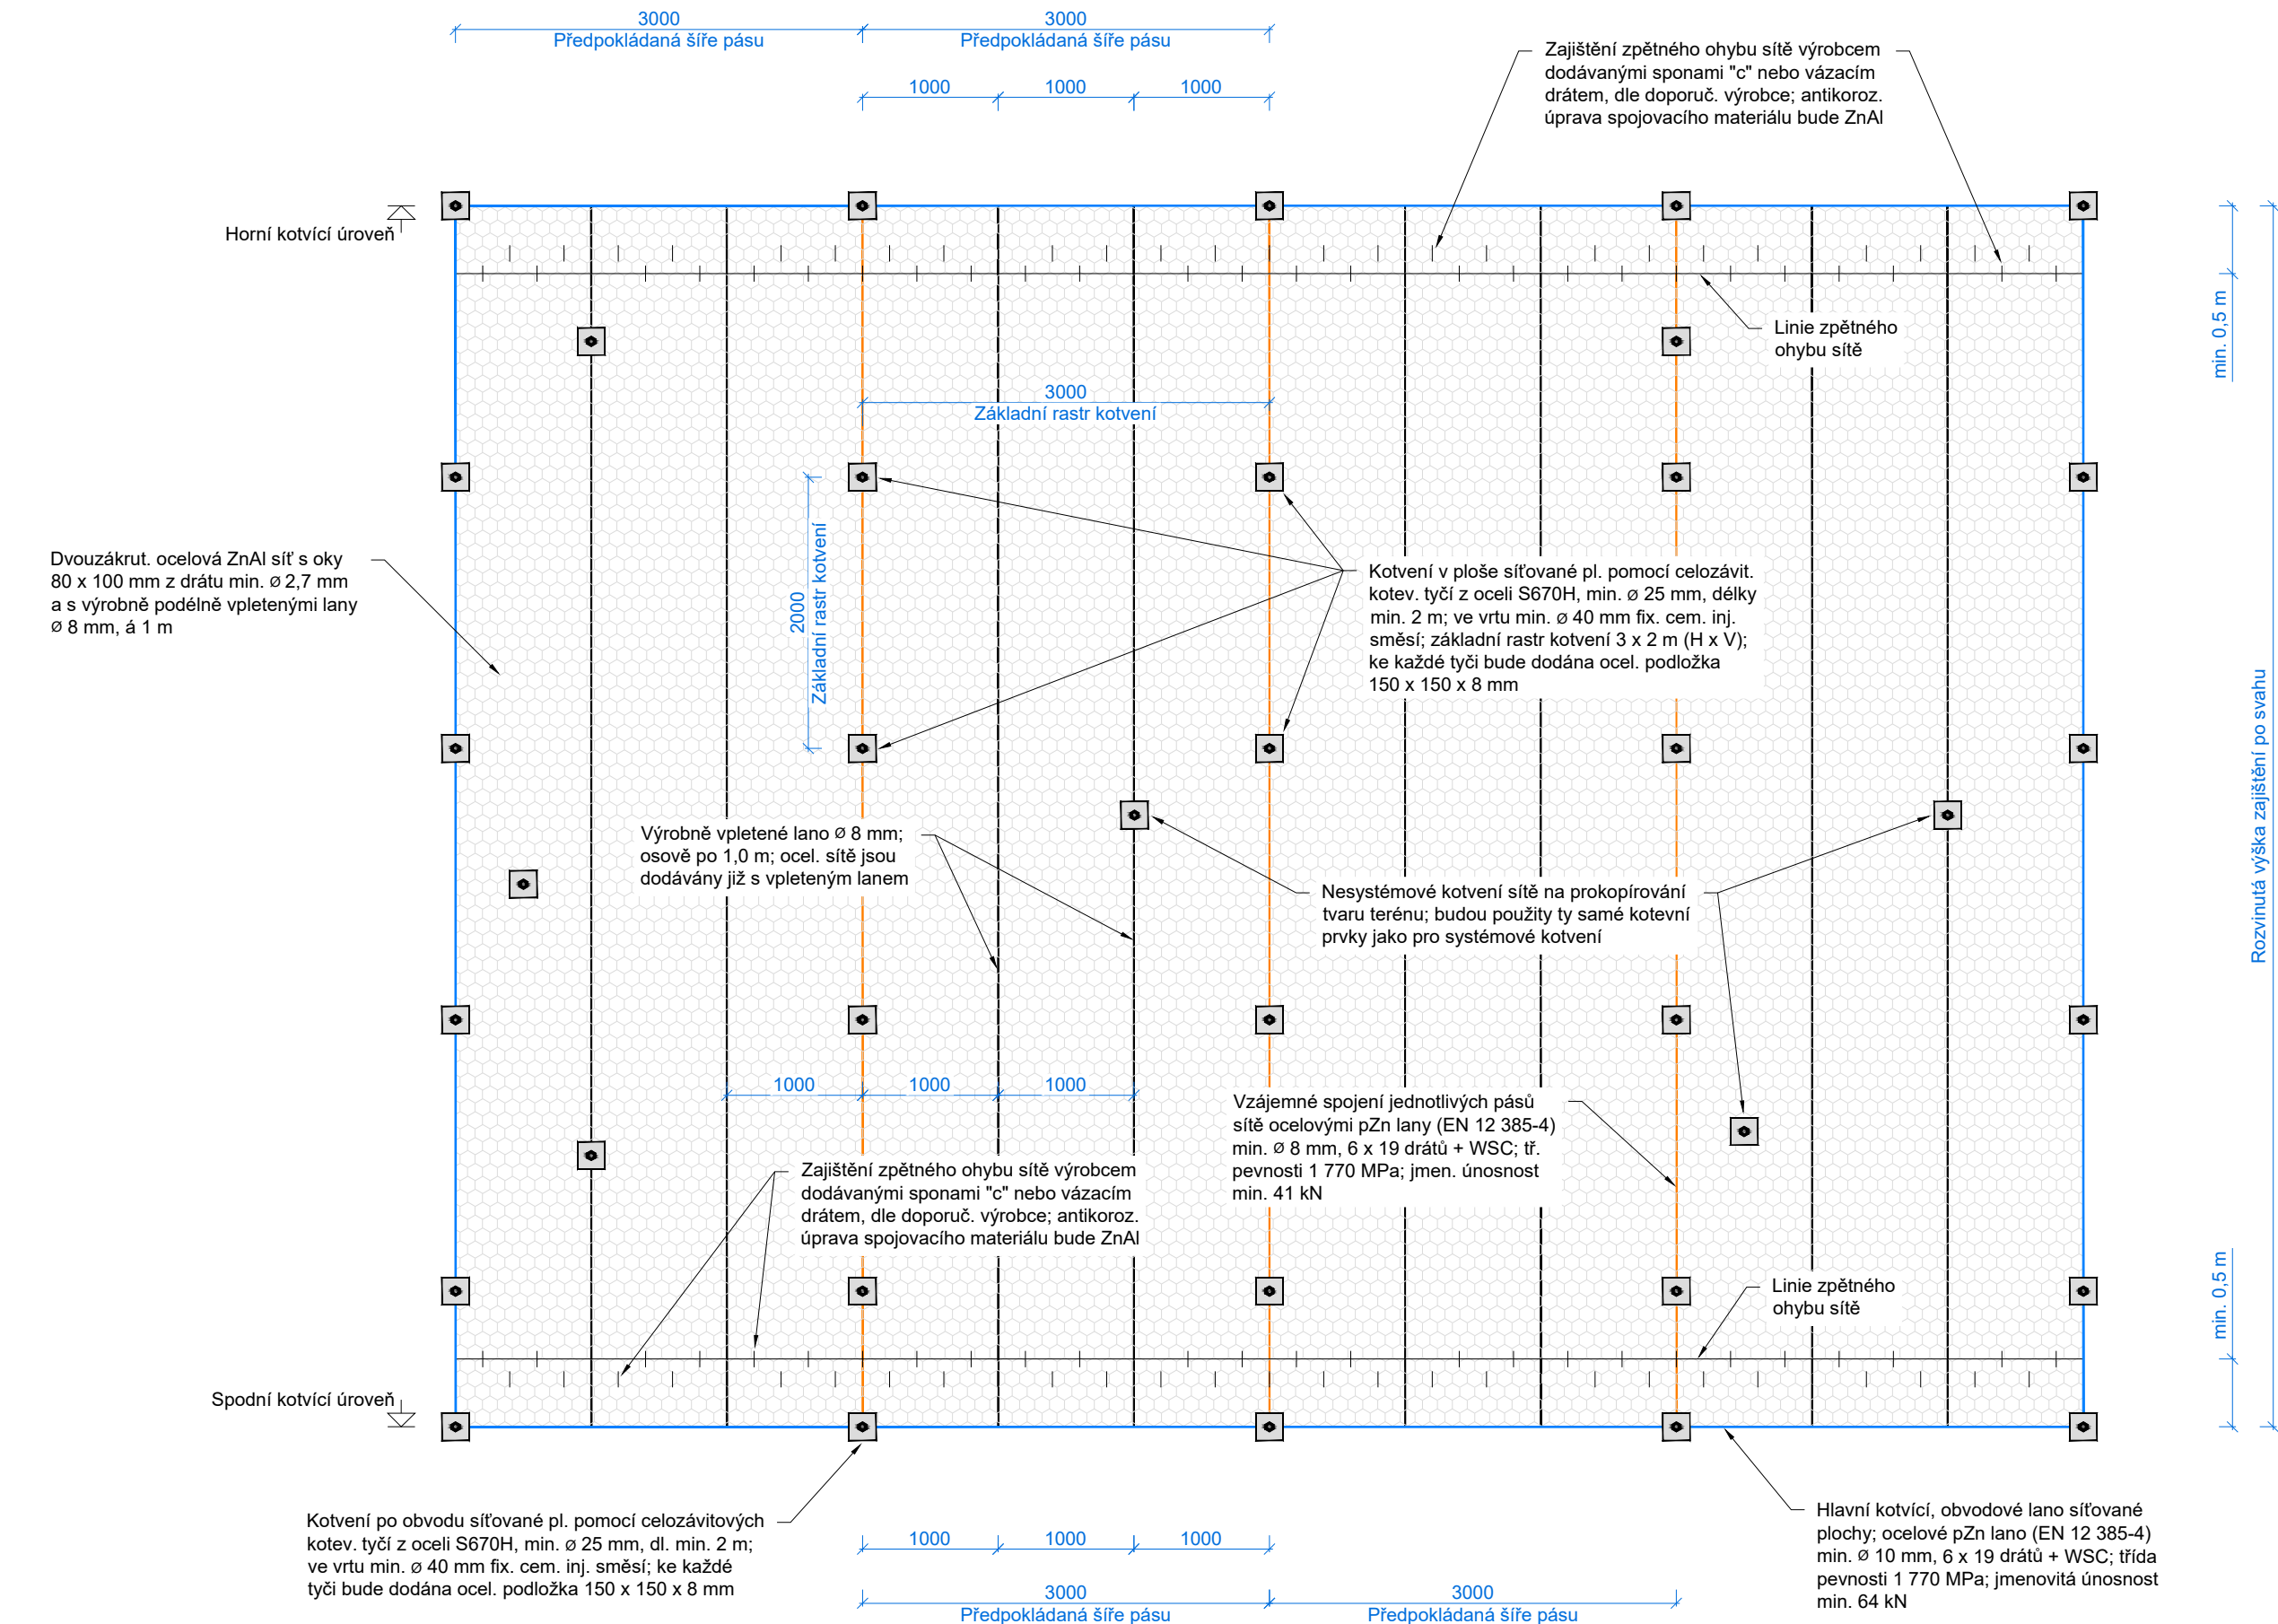 3000
Předpokládaná šíře pásu
3000
Předpokládaná šíře pásu
1000
1000
1000
Zajištění zpětného ohybu sítě výrobcem
dodávanými sponami "c" nebo vázacím
drátem, dle doporuč. výrobce; antikoroz.
úprava spojovacího materiálu bude ZnAl
Horní kotvící úroveň
Linie zpětného
ohybu sítě
min. 0,5 m
3000
Základní rastr kotvení
2000
Základní rastr kotvení
Dvouzákrut. ocelová ZnAl síť s oky
80 x 100 mm z drátu min. ⌀ 2,7 mm
a s výrobně podélně vpletenými lany
⌀ 8 mm, á 1 m
Kotvení v ploše síťované pl. pomocí celozávit.
kotev. tyčí z oceli S670H, min. ⌀ 25 mm, délky
min. 2 m; ve vrtu min. ⌀ 40 mm fix. cem. inj.
směsí; základní rastr kotvení 3 x 2 m (H x V);
ke každé tyči bude dodána ocel. podložka
150 x 150 x 8 mm
Rozvinutá výška zajištění po svahu
Výrobně vpletené lano ⌀ 8 mm;
osově po 1,0 m; ocel. sítě jsou
dodávány již s vpleteným lanem
Nesystémové kotvení sítě na prokopírování
tvaru terénu; budou použity ty samé kotevní
prvky jako pro systémové kotvení
1000
1000
1000
Vzájemné spojení jednotlivých pásů
sítě ocelovými pZn lany (EN 12 385-4)
min. ⌀ 8 mm, 6 x 19 drátů + WSC; tř.
pevnosti 1 770 MPa; jmen. únosnost
min. 41 kN
Zajištění zpětného ohybu sítě výrobcem
dodávanými sponami "c" nebo vázacím
drátem, dle doporuč. výrobce; antikoroz.
úprava spojovacího materiálu bude ZnAl
Linie zpětného
ohybu sítě
min. 0,5 m
Spodní kotvící úroveň
Kotvení po obvodu síťované pl. pomocí celozávitových
kotev. tyčí z oceli S670H, min. ⌀ 25 mm, dl. min. 2 m;
ve vrtu min. ⌀ 40 mm fix. cem. inj. směsí; ke každé
tyči bude dodána ocel. podložka 150 x 150 x 8 mm
Hlavní kotvící, obvodové lano síťované
plochy; ocelové pZn lano (EN 12 385-4)
min. ⌀ 10 mm, 6 x 19 drátů + WSC; třída
pevnosti 1 770 MPa; jmenovitá únosnost
min. 64 kN
1000
1000
1000
3000
Předpokládaná šíře pásu
3000
Předpokládaná šíře pásu